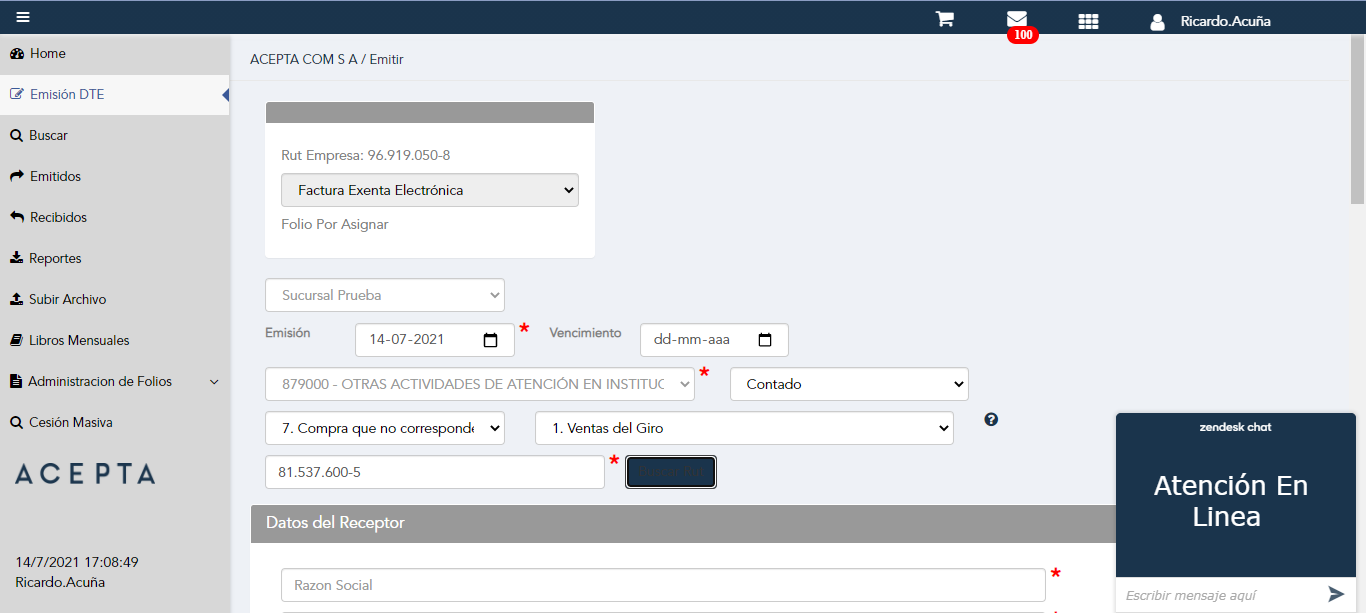 100
Ricardo.Acuña
Home
Emisión DTE
Buscar
Emitidos
Recibidos
Reportes
Subir Archivo
Libros Mensuales
Administracion de Folios
Cesión Masiva
ACEPTA
14/7/2021 17:08:49
Ricardo.Acuña
ACEPTA COM S A / Emitir
Rut Empresa: 96.919.050-8
Factura Exenta Electrónica
Folio Por Asignar
Sucursal Prueba
Emisión 14-07-2021 * Vencimiento dd-mm-aaa
879000 - OTRAS ACTIVIDADES DE ATENCIÓN EN INSTITUC * Contado
7. Compra que no corresponde 1. Ventas del Giro ?
81.537.600-5 *
Datos del Receptor
Razon Social *
zendesk chat
Atención En
Linea
Escribir mensaje aquí